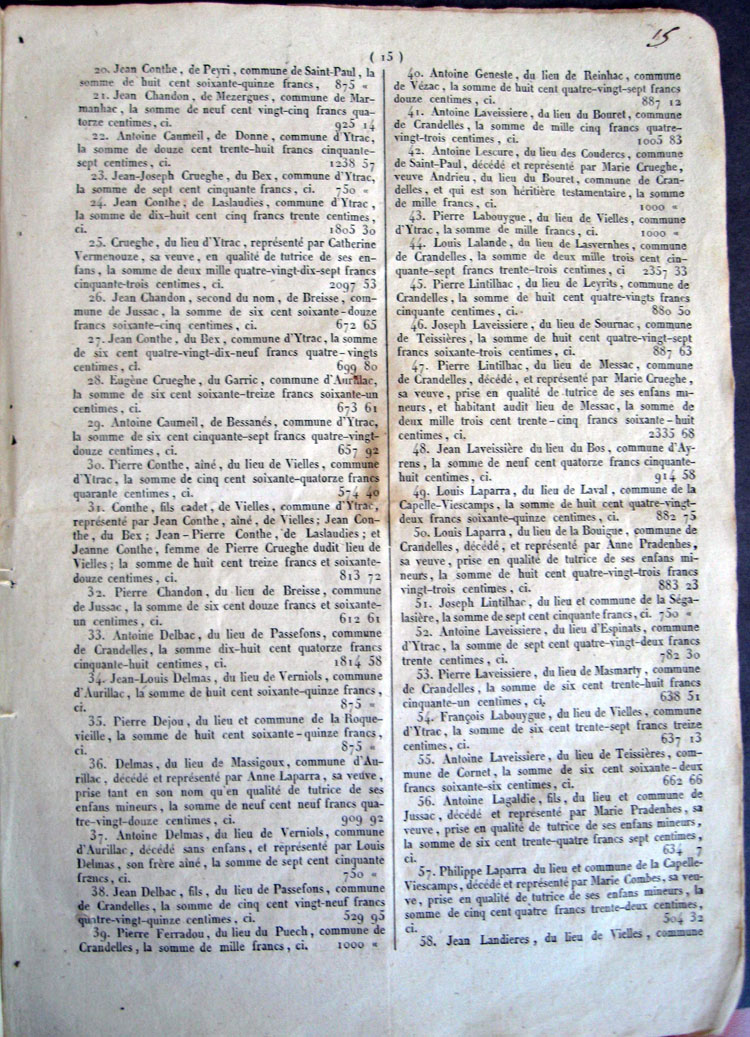 15
( 15 )
20. Jean Conthe, de Peyri, commune de Saint-Paul, la
somme de huit cent soixante-quinze francs, 875 «
21. Jean Chandon, de Mezergues, commune de Mar-
manhac, la somme de neuf cent vingt-cinq francs qua-
torze centimes, ci. 925 14
22. Antoine Caumeil, de Donne, commune d'Ytrac,
la somme de douze cent trente-huit francs cinquante-
sept centimes, ci. 1238 57
23. Jean-Joseph Crueghe, du Bex, commune d'Ytrac,
la somme de sept cent cinquante francs, ci. 750 «
24. Jean Conthe, de Laslaudies, commune d'Ytrac,
la somme de dix-huit cent cinq francs trente centimes,
ci. 1805 30
25. Crueghe, du lieu d'Ytrac, représenté par Catherine
Vermenouze, sa veuve, en qualité de tutrice de ses en-
fans, la somme de deux mille quatre-vingt-dix-sept francs
cinquante-trois centimes, ci. 2097 53
26. Jean Chandon, second du nom, de Breisse, com-
mune de Jussac, la somme de six cent soixante-douze
francs soixante-cinq centimes, ci. 672 65
27. Jean Conthe, du Bex, commune d'Ytrac, la somme
de six cent quatre-vingt-dix-neuf francs quatre-vingts
centimes, ci. 699 80
28. Eugène Crueghe, du Garric, commune d'Aurillac,
la somme de six cent soixante-treize francs soixante-un
centimes, ci. 673 61
29. Antoine Caumeil, de Bessanés, commune d'Ytrac,
la somme de six cent cinquante-sept francs quatre-vingt-
douze centimes, ci. 657 92
30. Pierre Conthe, aîné, du lieu de Vielles, commune
d'Ytrac, la somme de cinq cent soixante-quatorze francs
quarante centimes, ci. 574 40
31. Conthe, fils cadet, de Vielles, commune d'Ytrac,
représenté par Jean Conthe, aîné, de Vielles; Jean Con-
the, du Bex; Jean-Pierre Conthe, de Laslaudies; et
Jeanne Conthe, femme de Pierre Crueghe dudit lieu de
Vielles; la somme de huit cent treize francs et soixante-
douze centimes, ci. 813 72
32. Pierre Chandon, du lieu de Breisse, commune
de Jussac, la somme de six cent douze francs et soixante-
un centimes, ci. 612 61
33. Antoine Delbac, du lieu de Passefons, commune
de Crandelles, la somme dix-huit cent quatorze francs
cinquante-huit centimes, ci. 1814 58
34. Jean-Louis Delmas, du lieu de Verniols, commune
d'Aurillac, la somme de huit cent soixante-quinze francs,
ci. 875 «
35. Pierre Dejou, du lieu et commune de la Roque-
vieille, la somme de huit cent soixante-quinze francs,
ci. 875 «
36. Delmas, du lieu de Massigoux, commune d'Au-
rillac, décédé et représenté par Anne Laparra, sa veuve,
prise tant en son nom qu'en qualité de tutrice de ses
enfans mineurs, la somme de neuf cent neuf francs qua-
tre-vingt-douze centimes, ci. 909 92
37. Antoine Delmas, du lieu de Verniols, commune
d'Aurillac, décédé sans enfans, et représenté par Louis
Delmas, son frère aîné, la somme de sept cent cinquante
francs, ci. 750 «
38. Jean Delbac, fils, du lieu de Passefons, commune
de Crandelles, la somme de cinq cent vingt-neuf francs
quatre-vingt-quinze centimes, ci. 529 95
39. Pierre Ferradou, du lieu du Puech, commune de
Crandelles, la somme de mille francs, ci. 1000 «
40. Antoine Geneste, du lieu de Reinhac, commune
de Vézac, la somme de huit cent quatre-vingt-sept francs
douze centimes, ci. 887 12
41. Antoine Laveissiere, du lieu du Bouret, commune
de Crandelles, la somme de mille cinq francs quatre-
vingt-trois centimes, ci. 1005 83
42. Antoine Lescure, du lieu des Coudercs, commune
de Saint-Paul, décédé et représenté par Marie Crueghe,
veuve Andrieu, du lieu du Bouret, commune de Cran-
delles, et qui est son héritière testamentaire, la somme
de mille francs, ci. 1000 «
43. Pierre Labouygue, du lieu de Vielles, commune
d'Ytrac, la somme de mille francs, ci. 1000 «
44. Louis Lalande, du lieu de Lasvernhes, commune
de Crandelles, la somme de deux mille trois cent cin-
quante-sept francs trente-trois centimes, ci 2357 33
45. Pierre Lintilhac, du lieu de Leyrits, commune de
Crandelles, la somme de huit cent quatre-vingts francs
cinquante centimes, ci. 880 50
46. Joseph Laveissiere, du lieu de Sournac, commune
de Teissières, la somme de huit cent quatre-vingt-sept
francs soixante-trois centimes, ci. 887 63
47. Pierre Lintilhac, du lieu de Messac, commune
de Crandelles, décédé, et représenté par Marie Crueghe,
sa veuve, prise en qualité de tutrice de ses enfans mi-
neurs, et habitant audit lieu de Messac, la somme de
deux mille trois cent trente-cinq francs soixante-huit
centimes, ci. 2335 68
48. Jean Laveissière du lieu du Bos, commune d'Ay-
rens, la somme de neuf cent quatorze francs cinquante-
huit centimes, ci. 914 58
49. Louis Laparra, du lieu de Laval, commune de la
Capelle-Viescamps, la somme de huit cent quatre-vingt-
deux francs soixante-quinze centimes, ci. 882 75
50. Louis Laparra, du lieu de la Bouigue, commune de
Crandelles, décédé, et représenté par Anne Pradenhes,
sa veuve, prise en qualité de tutrice de ses enfans mi-
neurs, la somme de huit cent quatre-vingt-trois francs
vingt-trois centimes, ci. 883 23
51. Joseph Lintilhac, du lieu et commune de la Séga-
lasière, la somme de sept cent cinquante francs, ci. 750 «
52. Antoine Laveissiere, du lieu d'Espinats, commune
d'Ytrac, la somme de sept cent quatre-vingt-deux francs
trente centimes, ci. 782 30
53. Pierre Laveissiere, du lieu de Masmarty, commune
de Crandelles, la somme de six cent trente-huit francs
cinquante-un centimes, ci, 638 51
54. François Labouygue, du lieu de Vielles, commune
d'Ytrac, la somme de six cent trente-sept francs treize
centimes, ci. 637 13
55. Antoine Laveissiere, du lieu de Teissières, com-
mune de Cornet, la somme de six cent soixante-deux
francs soixante-six centimes, ci. 662 66
56. Antoine Lagaldie, fils, du lieu et commune de
Jussac, décédé et représenté par Marie Pradenhes, sa
veuve, prise en qualité de tutrice de ses enfans mineurs,
la somme de six cent trente-quatre francs sept centimes,
ci. 634 7
57. Philippe Laparra du lieu et commune de la Capelle-
Viescamps, décédé et représenté par Marie Combes, sa veu-
ve, prise en qualité de tutrice de ses enfans mineurs, la
somme de cinq cent quatre francs trente-deux centimes,
ci. 504 32
58. Jean Landieres, du lieu de Vielles, commune